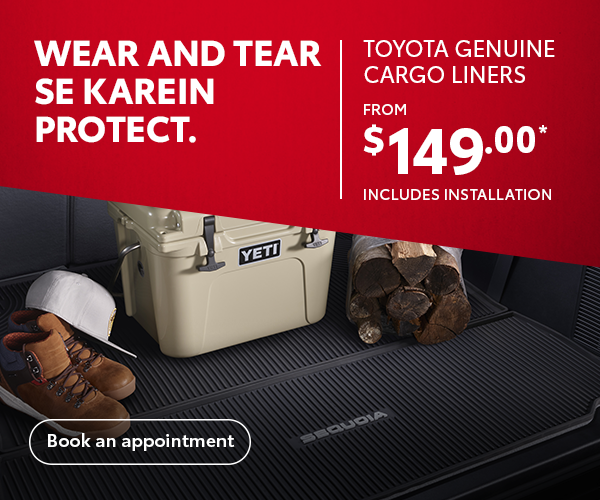 WEAR AND TEAR
SE KAREIN
PROTECT.
TOYOTA GENUINE
CARGO LINERS
FROM
$149.00*
INCLUDES INSTALLATION
YETI
SEQUOIA
Book an appointment